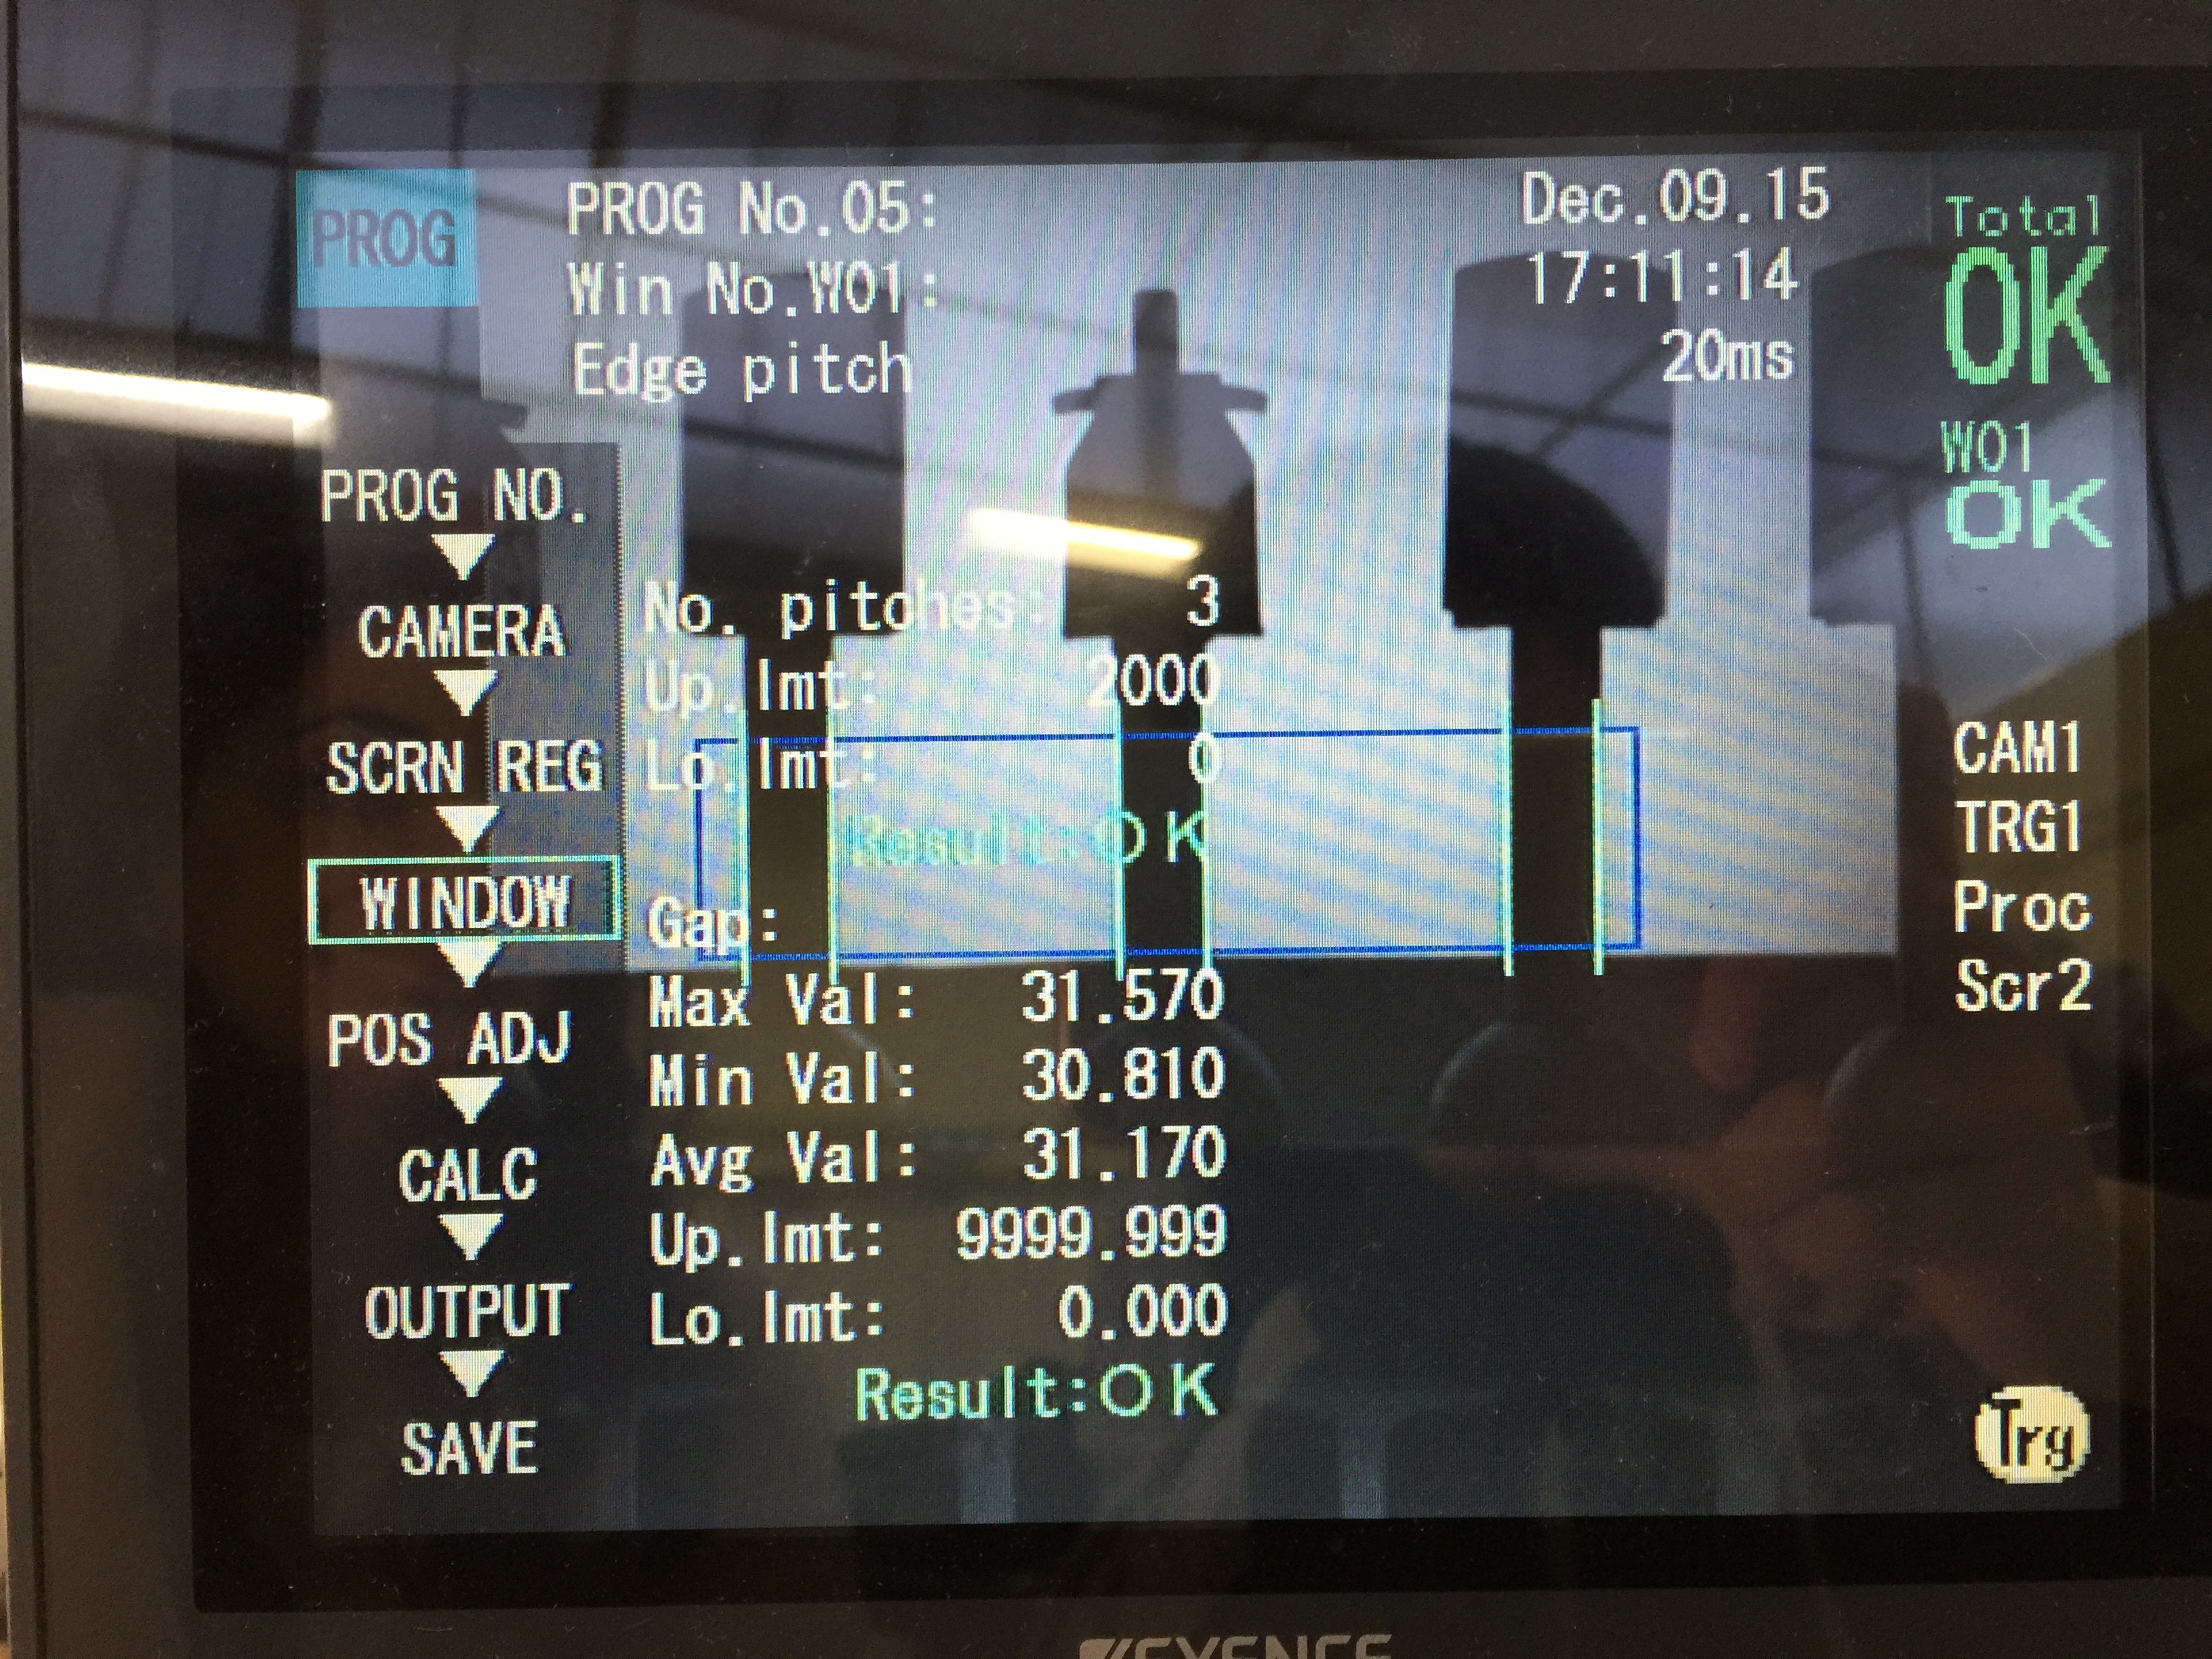 PROG
PROG No.05:
Win No.W01:
Edge pitch
Dec.09.15
17:11:14
20ms
Total
OK
W01
OK
PROG NO.
CAMERA
SCRN REG
WINDOW
POS ADJ
CALC
OUTPUT
SAVE
No. pitches: 3
Up.lmt: 2000
Lo.lmt: 0
Result:OK
Gap:
Max Val: 31.570
Min Val: 30.810
Avg Val: 31.170
Up.lmt: 9999.999
Lo.lmt: 0.000
Result:OK
CAM1
TRG1
Proc
Scr2
Trg
KEYENCE